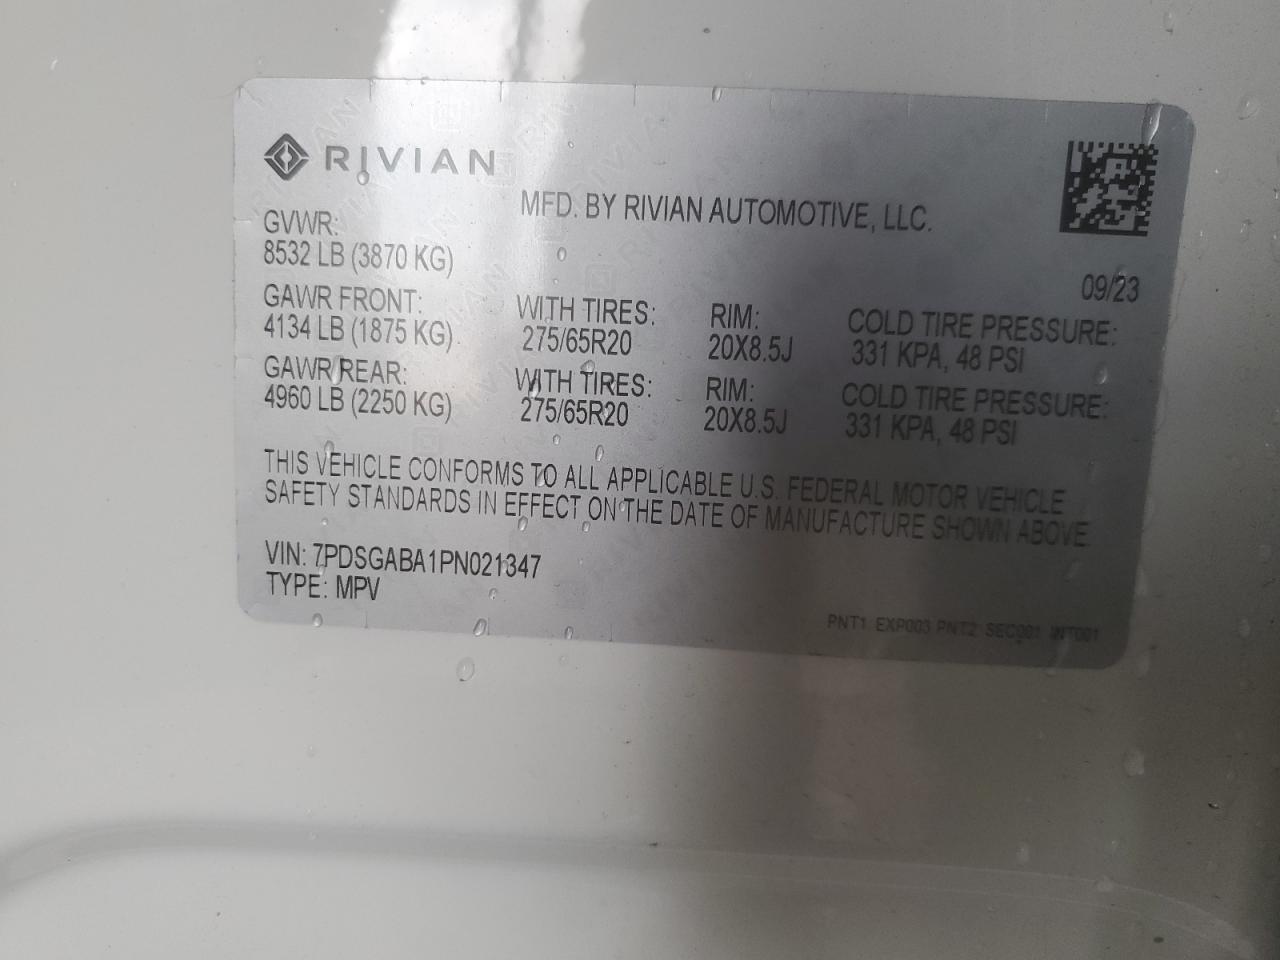 RIVIAN
MFD. BY RIVIAN AUTOMOTIVE, LLC.
GVWR:
8532 LB (3870 KG)
09/23
GAWR FRONT: WITH TIRES: RIM: COLD TIRE PRESSURE:
4134 LB (1875 KG) 275/65R20 20X8.5J 331 KPA, 48 PSI
GAWR REAR: WITH TIRES: RIM: COLD TIRE PRESSURE:
4960 LB (2250 KG) 275/65R20 20X8.5J 331 KPA, 48 PSI
THIS VEHICLE CONFORMS TO ALL APPLICABLE U.S. FEDERAL MOTOR VEHICLE
SAFETY STANDARDS IN EFFECT ON THE DATE OF MANUFACTURE SHOWN ABOVE.
VIN: 7PDSGABA1PN021347
TYPE: MPV
PNT1 EXP003 PNT2 SEC001 INT001